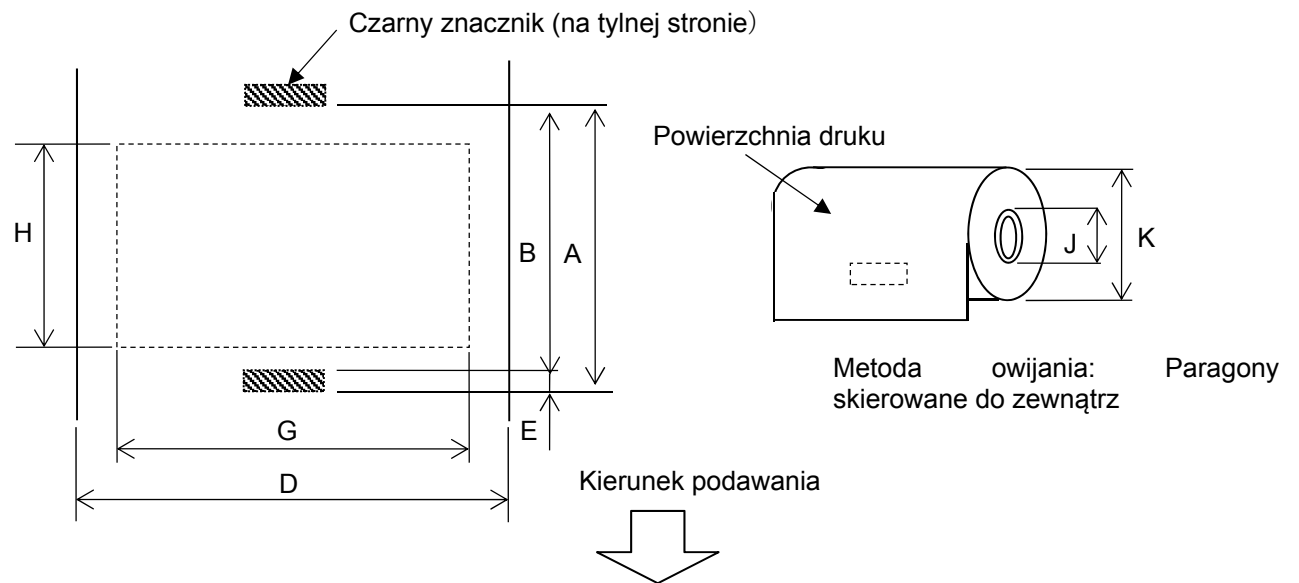 Czarny znacznik (na tylnej stronie）
Powierzchnia druku
H
B
A
J
K
Metoda owijania: Paragony
skierowane do zewnątrz
G
E
D
Kierunek podawania